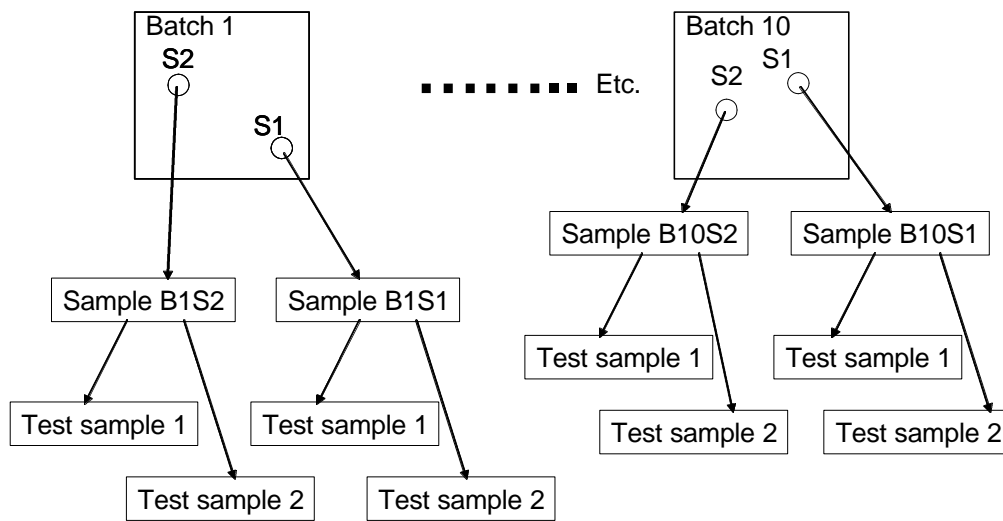 Batch 1
S2
S1
Etc.
Batch 10
S1
S2
Sample B1S2
Sample B1S1
Test sample 1
Test sample 1
Test sample 2
Test sample 2
Sample B10S2
Sample B10S1
Test sample 1
Test sample 1
Test sample 2
Test sample 2